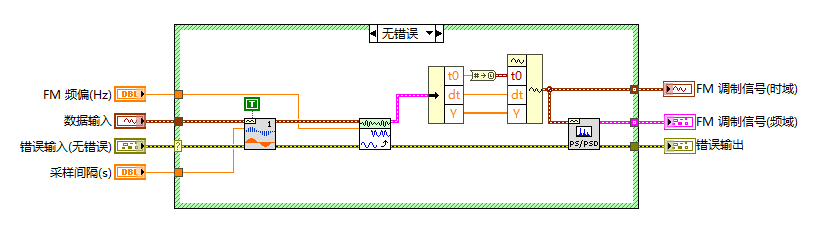 无错误
FM 频偏(Hz)
DBL
数据输入
错误输入(无错误)
?
采样间隔(s)
DBL
T
1
t0
dt
Y
#
t0
dt
Y
PS/PSD
FM 调制信号(时域)
FM 调制信号(频域)
错误输出